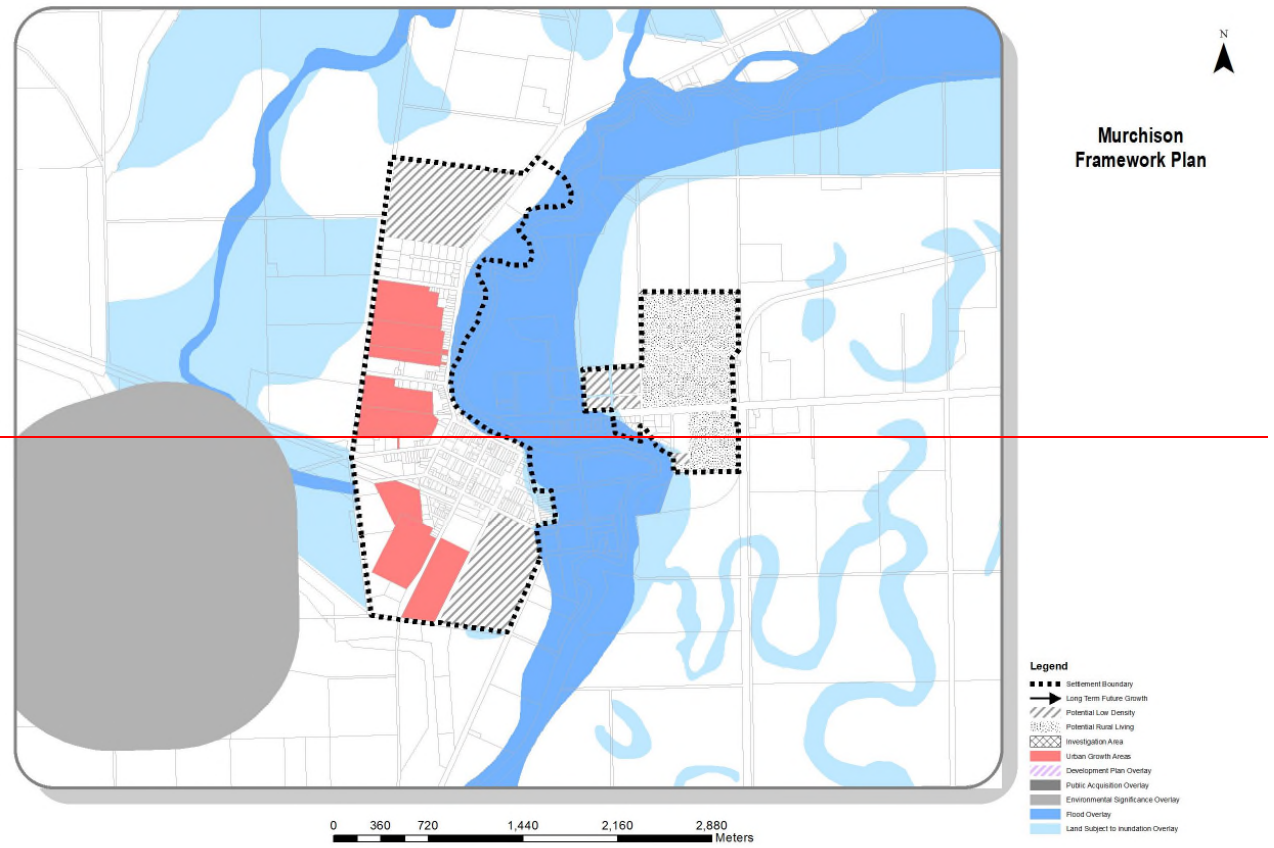 N
Murchison
Framework Plan
Legend
Settlement Boundary
Long Term Future Growth
Potential Low Density
Potential Rural Living
Investigation Area
Urban Growth Areas
Development Plan Overlay
Public Acquisition Overlay
Environmental Significance Overlay
Flood Overlay
Land Subject to inundation Overlay
0 360 720 1,440 2,160 2,880
Meters